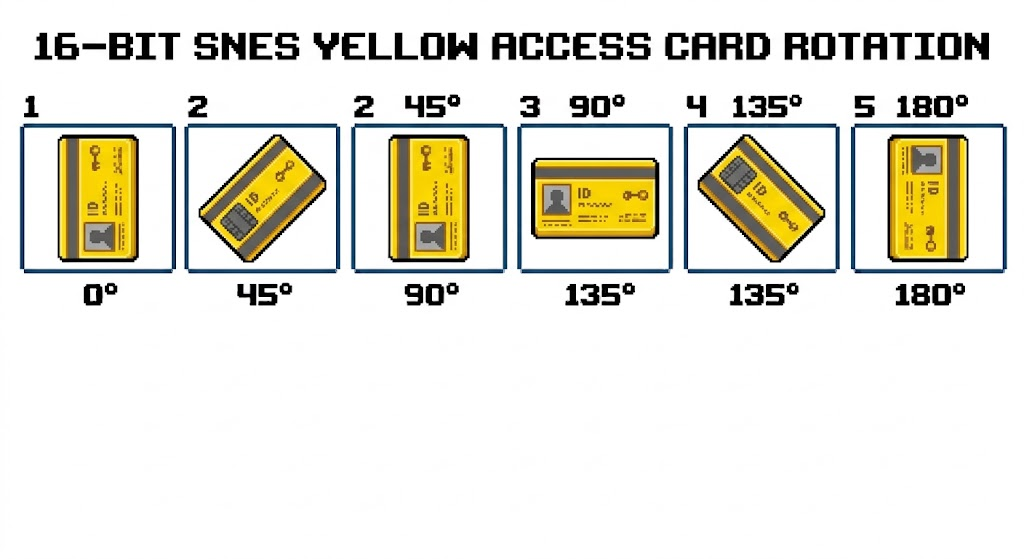 16-BIT SNES YELLOW ACCESS CARD ROTATION
1 2 2 45° 3 90° 4 135° 5 180°
ID ID ID ID ID ID
0° 45° 90° 135° 135° 180°